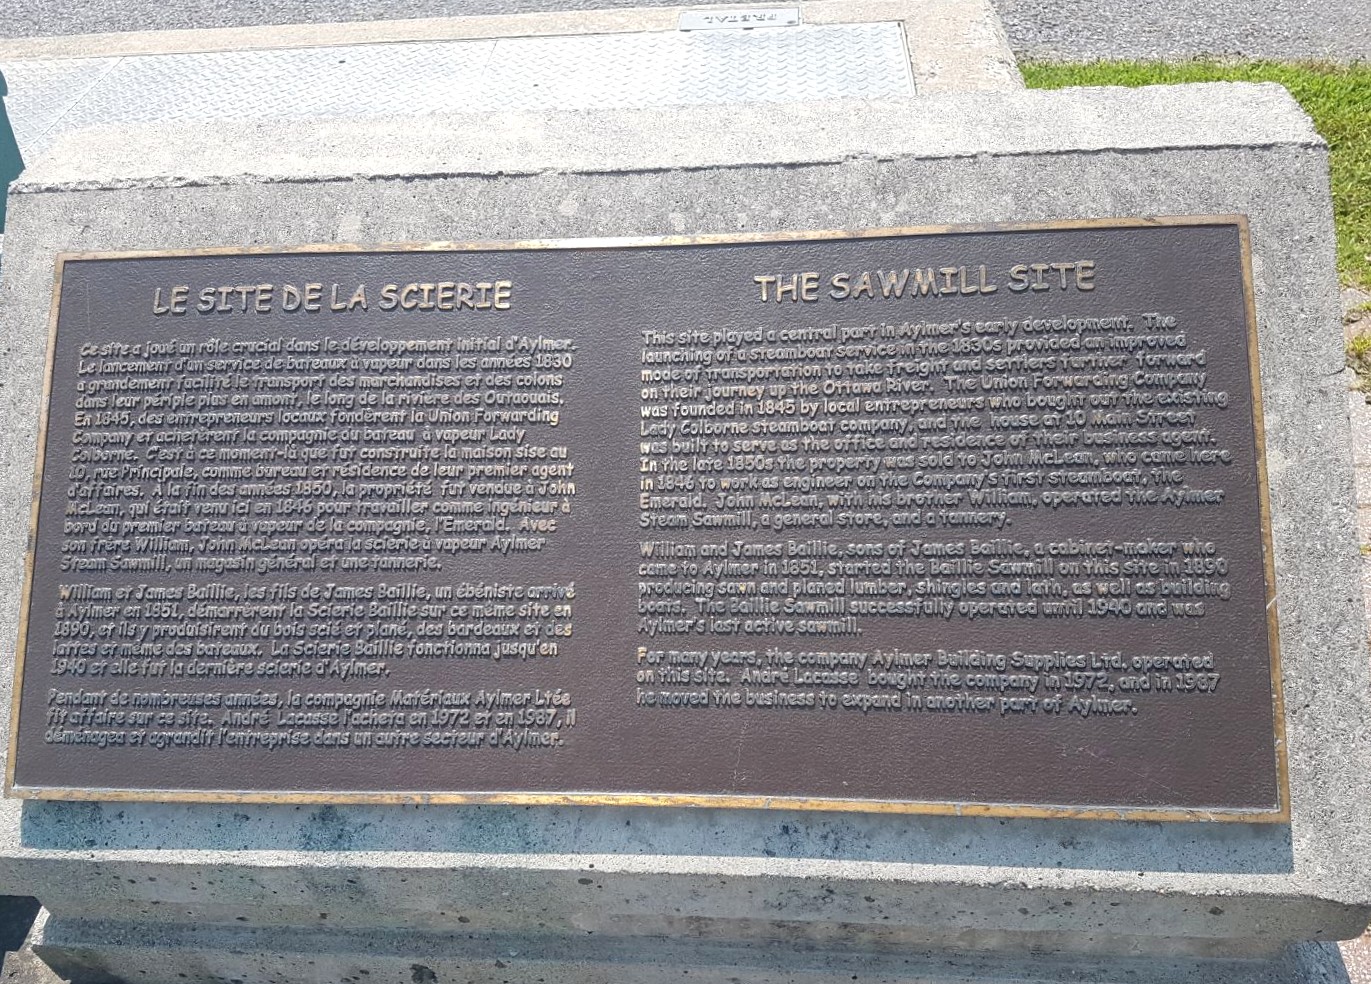 FRETAL
LE SITE DE LA SCIERIE
Ce site a joué un rôle crucial dans le développement initial d'Aylmer.
Le lancement d'un service de bateaux à vapeur dans les années 1830
a grandement facilité le transport des marchandises et des colons
dans leur périple plus en amont, le long de la rivière des Outaouais.
En 1845, des entrepreneurs locaux fondèrent la Union Forwarding
Company et achetèrent la compagnie du bateau à vapeur Lady
Colborne. C'est à ce moment-là que fut construite la maison sise au
10, rue Principale, comme bureau et résidence de leur premier agent
d'affaires. À la fin des années 1850, la propriété fut vendue à John
McLean, qui était venu ici en 1846 pour travailler comme ingénieur à
bord du premier bateau à vapeur de la compagnie, l'Emerald. Avec
son frère William, John McLean opéra la scierie à vapeur Aylmer
Steam Sawmill, un magasin général et une tannerie.
William et James Baillie, les fils de James Baillie, un ébéniste arrivé
à Aylmer en 1851, démarrèrent la Scierie Baillie sur ce même site en
1890, et ils y produisirent du bois scié et plané, des bardeaux et des
lattes et même des bateaux. La Scierie Baillie fonctionna jusqu'en
1940 et elle fut la dernière scierie d'Aylmer.
Pendant de nombreuses années, la compagnie Matériaux Aylmer Ltée
fit affaire sur ce site. André Lacasse l'acheta en 1972 et en 1987, il
déménagea et agrandit l'entreprise dans un autre secteur d'Aylmer.
THE SAWMILL SITE
This site played a central part in Aylmer's early development. The
launching of a steamboat service in the 1830s provided an improved
mode of transportation to take freight and settlers further forward
on their journey up the Ottawa River. The Union Forwarding Company
was founded in 1845 by local entrepreneurs who bought out the existing
Lady Colborne steamboat company, and the house at 10 Main Street
was built to serve as the office and residence of their business agent.
In the late 1850s the property was sold to John McLean, who came here
in 1846 to work as engineer on the Company's first steamboat, the
Emerald. John McLean, with his brother William, operated the Aylmer
Steam Sawmill, a general store, and a tannery.
William and James Baillie, sons of James Baillie, a cabinet-maker who
came to Aylmer in 1851, started the Baillie Sawmill on this site in 1890
producing sawn and planed lumber, shingles and lath, as well as building
boats. The Baillie Sawmill successfully operated until 1940 and was
Aylmer's last active sawmill.
For many years, the company Aylmer Building Supplies Ltd. operated
on this site. André Lacasse bought the company in 1972, and in 1987
he moved the business to expand in another part of Aylmer.